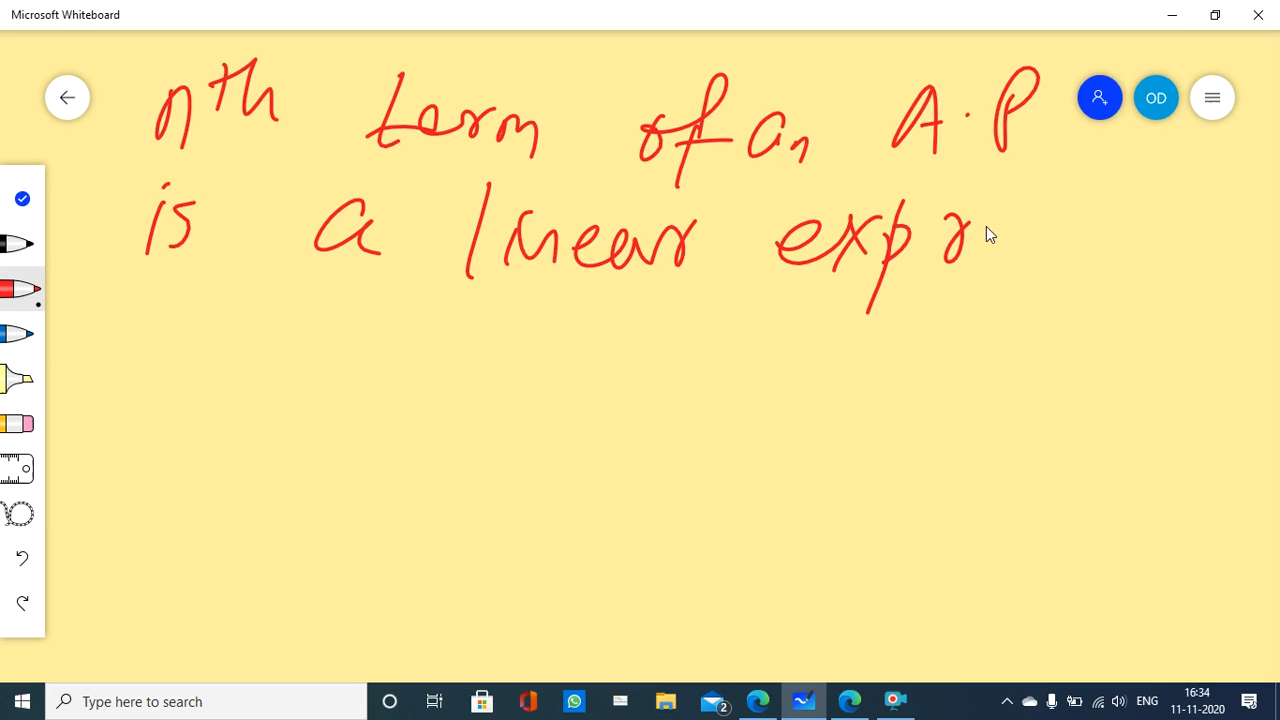 Microsoft Whiteboard
nth term of an A.P
OD
is a linear expr
Type here to search
2
ENG
16:34
11-11-2020